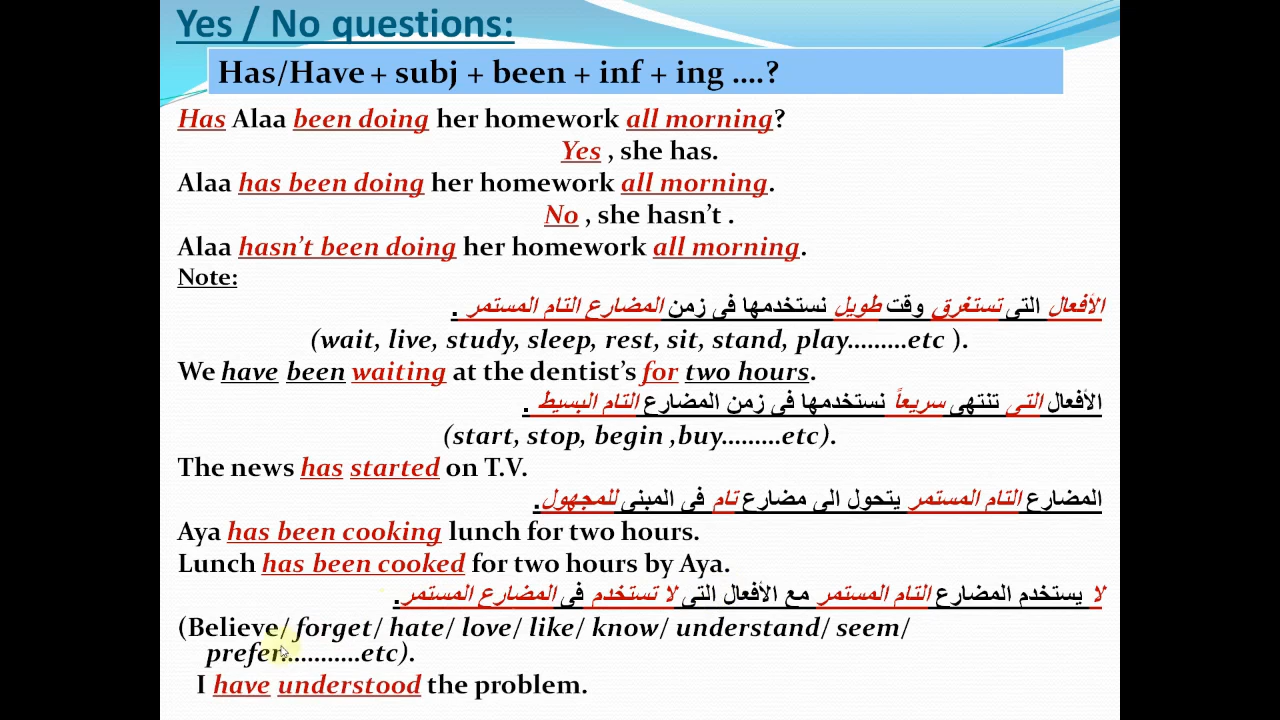 Yes / No questions:
Has/Have + subj + been + inf + ing ....?
Has Alaa been doing her homework all morning?
Yes , she has.
Alaa has been doing her homework all morning.
No , she hasn’t .
Alaa hasn’t been doing her homework all morning.
Note:
الأفعال التى تستغرق وقت طويل نستخدمها فى زمن المضارع التام المستمر .
(wait, live, study, sleep, rest, sit, stand, play.........etc ).
We have been waiting at the dentist’s for two hours.
الأفعال التى تنتهى سريعاً نستخدمها فى زمن المضارع التام البسيط .
(start, stop, begin ,buy.........etc).
The news has started on T.V.
المضارع التام المستمر يتحول الى مضارع تام فى المبنى للمجهول.
Aya has been cooking lunch for two hours.
Lunch has been cooked for two hours by Aya.
لا يستخدم المضارع التام المستمر مع الأفعال التى لا تستخدم فى المضارع المستمر.
(Believe/ forget/ hate/ love/ like/ know/ understand/ seem/
prefer............etc).
I have understood the problem.